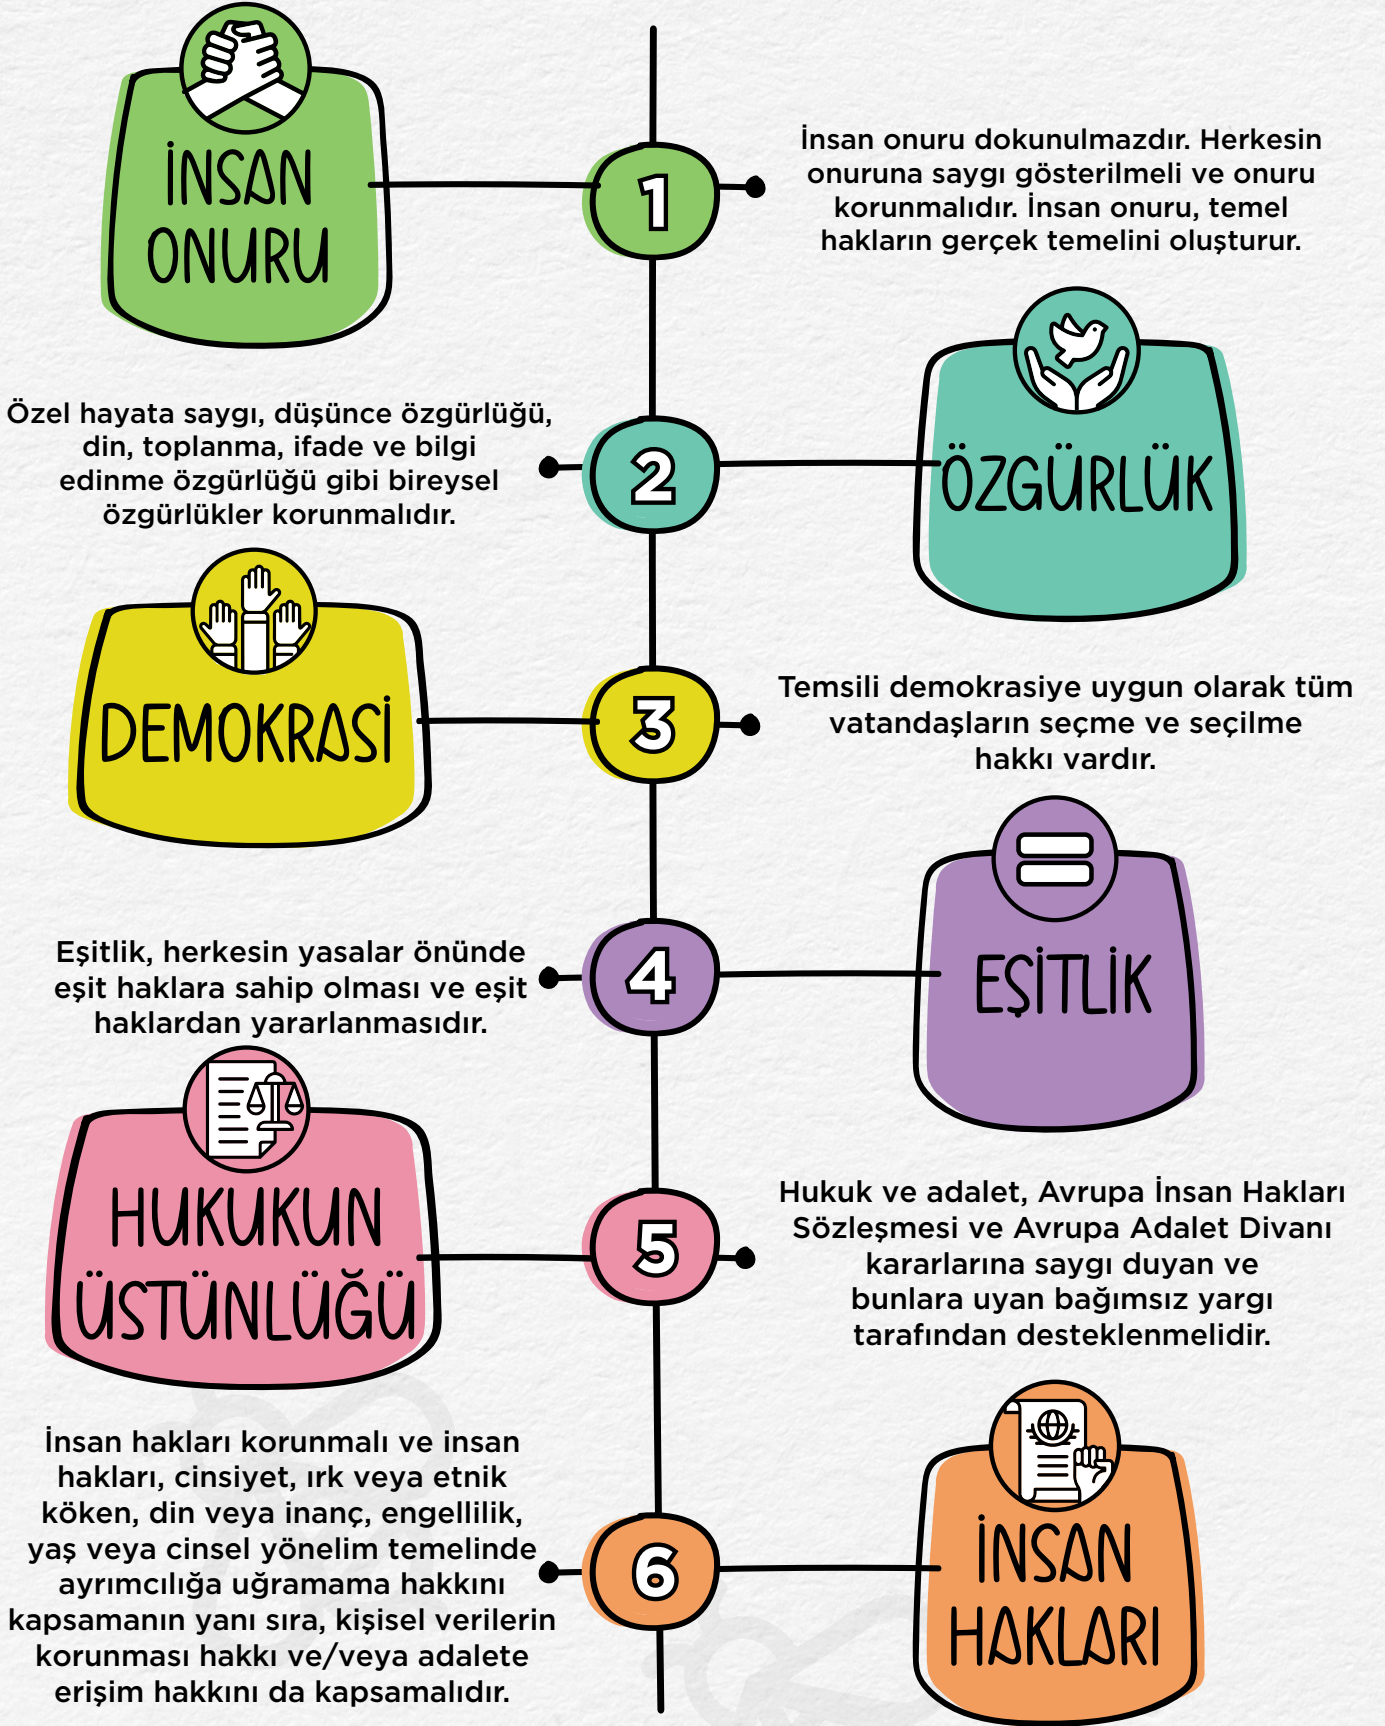 İNSAN
ONURU
1
İnsan onuru dokunulmazdır. Herkesin
onuruna saygı gösterilmeli ve onuru
korunmalıdır. İnsan onuru, temel
hakların gerçek temelini oluşturur.
Özel hayata saygı, düşünce özgürlüğü,
din, toplanma, ifade ve bilgi
edinme özgürlüğü gibi bireysel
özgürlükler korunmalıdır.
2
ÖZGÜRLÜK
DEMOKRASİ
3
Temsili demokrasiye uygun olarak tüm
vatandaşların seçme ve seçilme
hakkı vardır.
Eşitlik, herkesin yasalar önünde
eşit haklara sahip olması ve eşit
haklardan yararlanmasıdır.
4
EŞİTLİK
HUKUKUN
ÜSTÜNLÜĞÜ
5
Hukuk ve adalet, Avrupa İnsan Hakları
Sözleşmesi ve Avrupa Adalet Divanı
kararlarına saygı duyan ve
bunlara uyan bağımsız yargı
tarafından desteklenmelidir.
İnsan hakları korunmalı ve insan
hakları, cinsiyet, ırk veya etnik
köken, din veya inanç, engellilik,
yaş veya cinsel yönelim temelinde
ayrımcılığa uğramama hakkını
kapsamanın yanı sıra, kişisel verilerin
korunması hakkı ve/veya adalete
erişim hakkını da kapsamalıdır.
6
İNSAN
HAKLARI